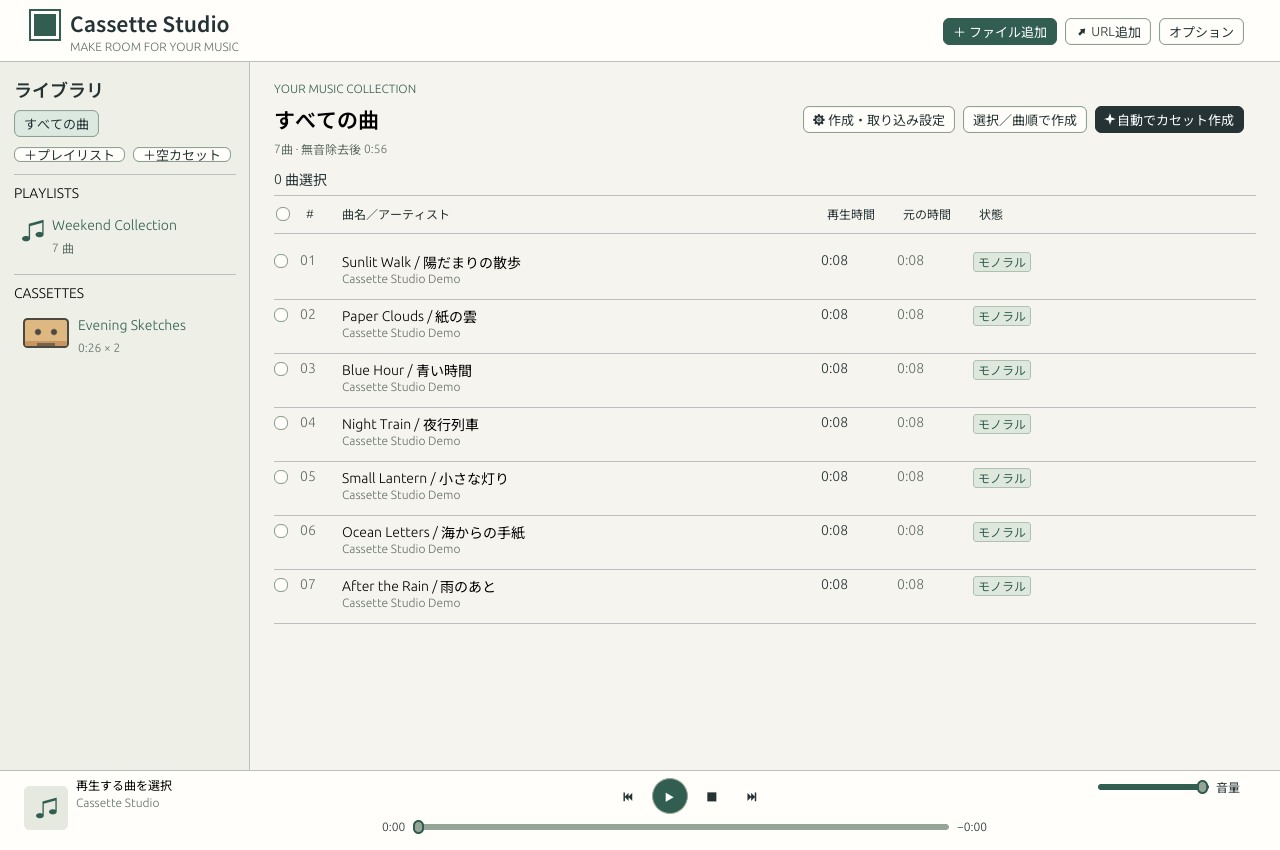 Cassette Studio
MAKE ROOM FOR YOUR MUSIC
＋ ファイル追加
URL追加
オプション
ライブラリ
すべての曲
＋プレイリスト
＋空カセット
PLAYLISTS
Weekend Collection
7 曲
CASSETTES
Evening Sketches
0:26 × 2
YOUR MUSIC COLLECTION
すべての曲
作成・取り込み設定
選択／曲順で作成
自動でカセット作成
7曲 · 無音除去後 0:56
0 曲選択
# 曲名／アーティスト 再生時間 元の時間 状態
01 Sunlit Walk / 陽だまりの散歩 0:08 0:08 モノラル
Cassette Studio Demo
02 Paper Clouds / 紙の雲 0:08 0:08 モノラル
Cassette Studio Demo
03 Blue Hour / 青い時間 0:08 0:08 モノラル
Cassette Studio Demo
04 Night Train / 夜行列車 0:08 0:08 モノラル
Cassette Studio Demo
05 Small Lantern / 小さな灯り 0:08 0:08 モノラル
Cassette Studio Demo
06 Ocean Letters / 海からの手紙 0:08 0:08 モノラル
Cassette Studio Demo
07 After the Rain / 雨のあと 0:08 0:08 モノラル
Cassette Studio Demo
再生する曲を選択
Cassette Studio
0:00
−0:00
音量